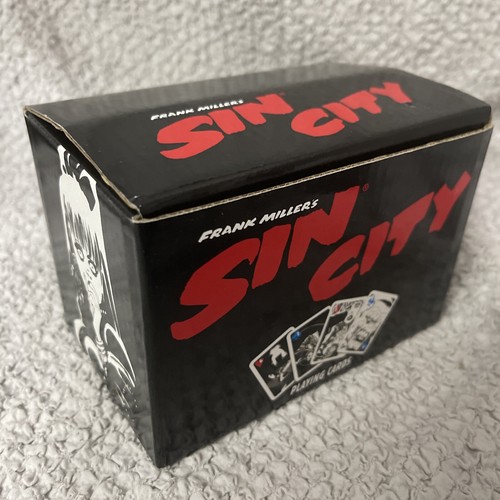 FRANK MILLER'S
SIN CITY
FRANK MILLER'S
SIN® CITY
PLAYING CARDS